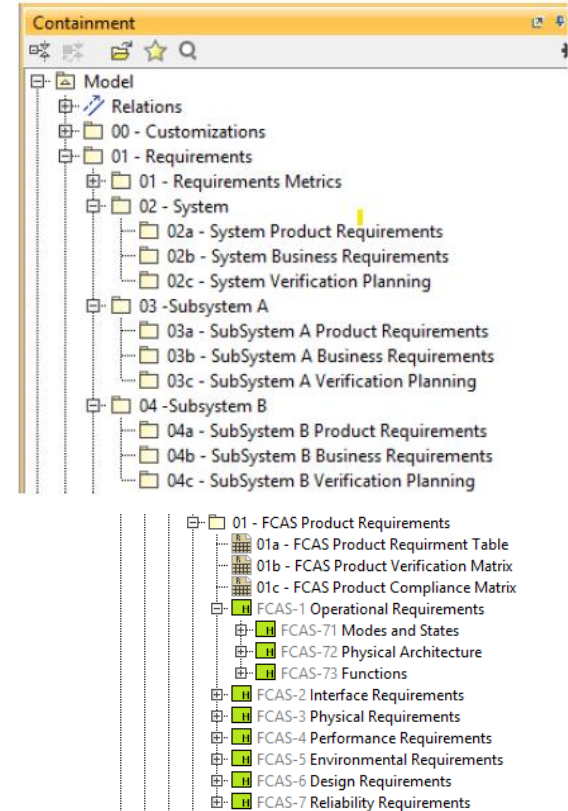 Containment
Model
Relations
00 - Customizations
01 - Requirements
01 - Requirements Metrics
02 - System
02a - System Product Requirements
02b - System Business Requirements
02c - System Verification Planning
03 -Subsystem A
03a - SubSystem A Product Requirements
03b - SubSystem A Business Requirements
03c - SubSystem A Verification Planning
04 -Subsystem B
04a - SubSystem B Product Requirements
04b - SubSystem B Business Requirements
04c - SubSystem B Verification Planning
01 - FCAS Product Requirements
R 01a - FCAS Product Requirment Table
R 01b - FCAS Product Verification Matrix
R 01c - FCAS Product Compliance Matrix
H FCAS-1 Operational Requirements
H FCAS-71 Modes and States
H FCAS-72 Physical Architecture
H FCAS-73 Functions
H FCAS-2 Interface Requirements
H FCAS-3 Physical Requirements
H FCAS-4 Performance Requirements
H FCAS-5 Environmental Requirements
H FCAS-6 Design Requirements
H FCAS-7 Reliability Requirements